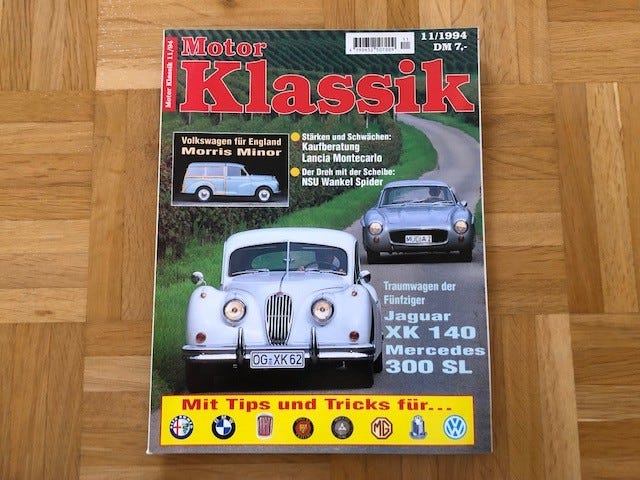 Motor Klassik 11/94
Motor
Klassik
11/1994
DM 7,-
Volkswagen für England
Morris Minor
Stärken und Schwächen:
Kaufberatung
Lancia Montecarlo
Der Dreh mit der Scheibe:
NSU Wankel Spider
Traumwagen der
Fünfziger
Jaguar
XK 140
Mercedes
300 SL
OG XK 62
Mit Tips und Tricks für...
MG